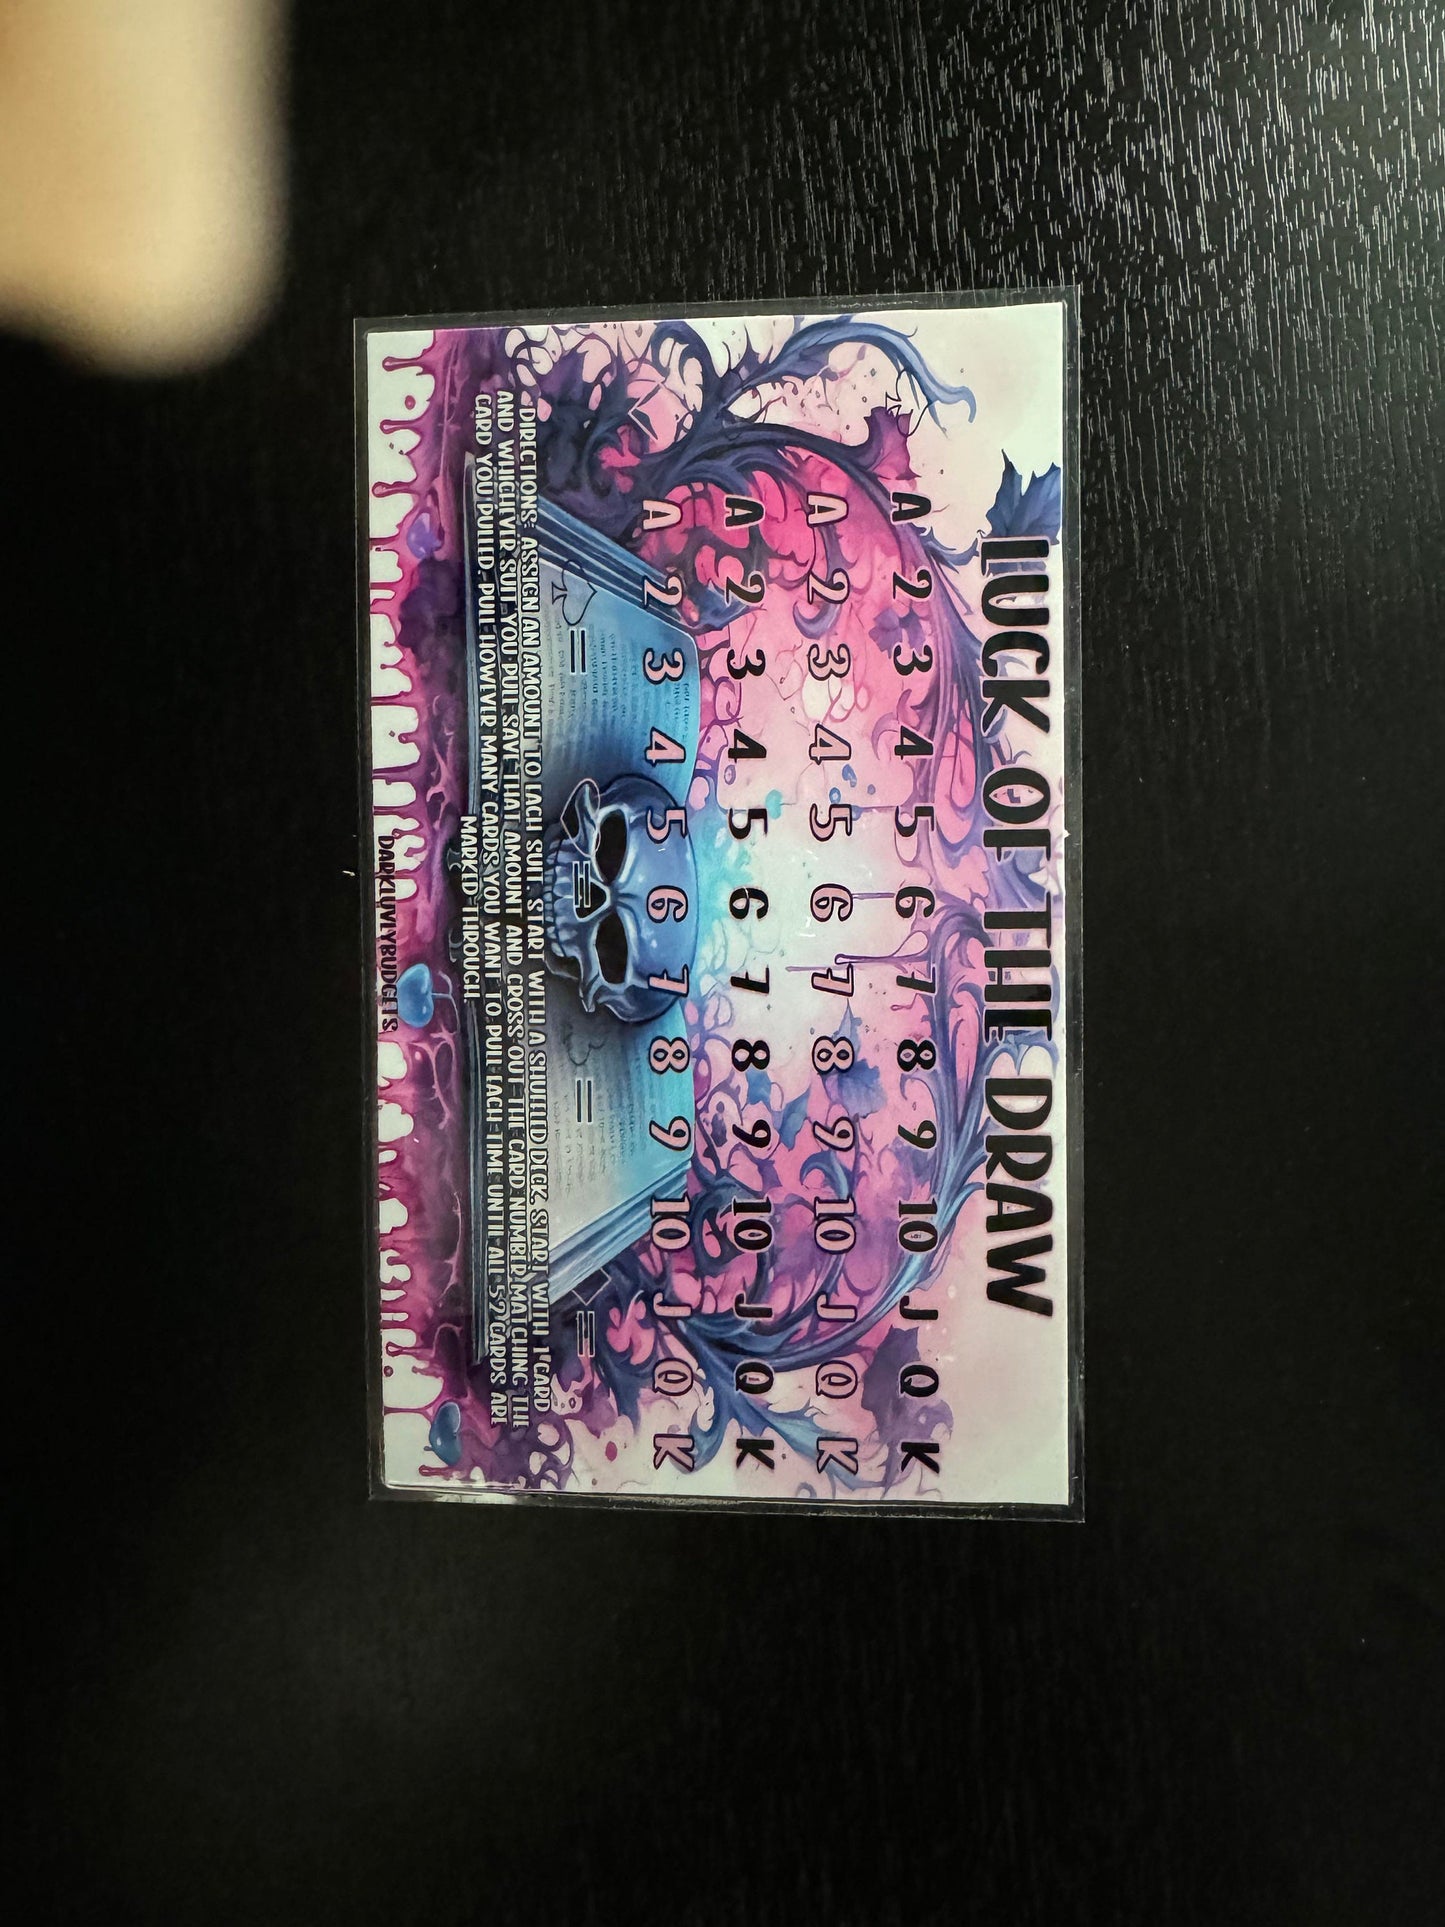 LUCK OF THE DRAW
A 2 3 4 5 6 7 8 9 10 J Q K
A 2 3 4 5 6 7 8 9 10 J Q K
A 2 3 4 5 6 7 8 9 10 J Q K
A 2 3 4 5 6 7 8 9 10 J Q K
♠ = ♦ = ♣ = ♦ =
DIRECTIONS: ASSIGN AN AMOUNT TO EACH SUIT. START WITH A SHUFFLED DECK. START WITH 1 CARD
AND WHICHEVER SUIT YOU PULL SAVE THAT AMOUNT AND CROSS OUT THE CARD NUMBER MATCHING THE
CARD YOU PULLED. PULL HOWEVER MANY CARDS YOU WANT TO PULL EACH TIME UNTIL ALL 52 CARDS ARE
MARKED THROUGH.
DARKLUVLYBUDGETS